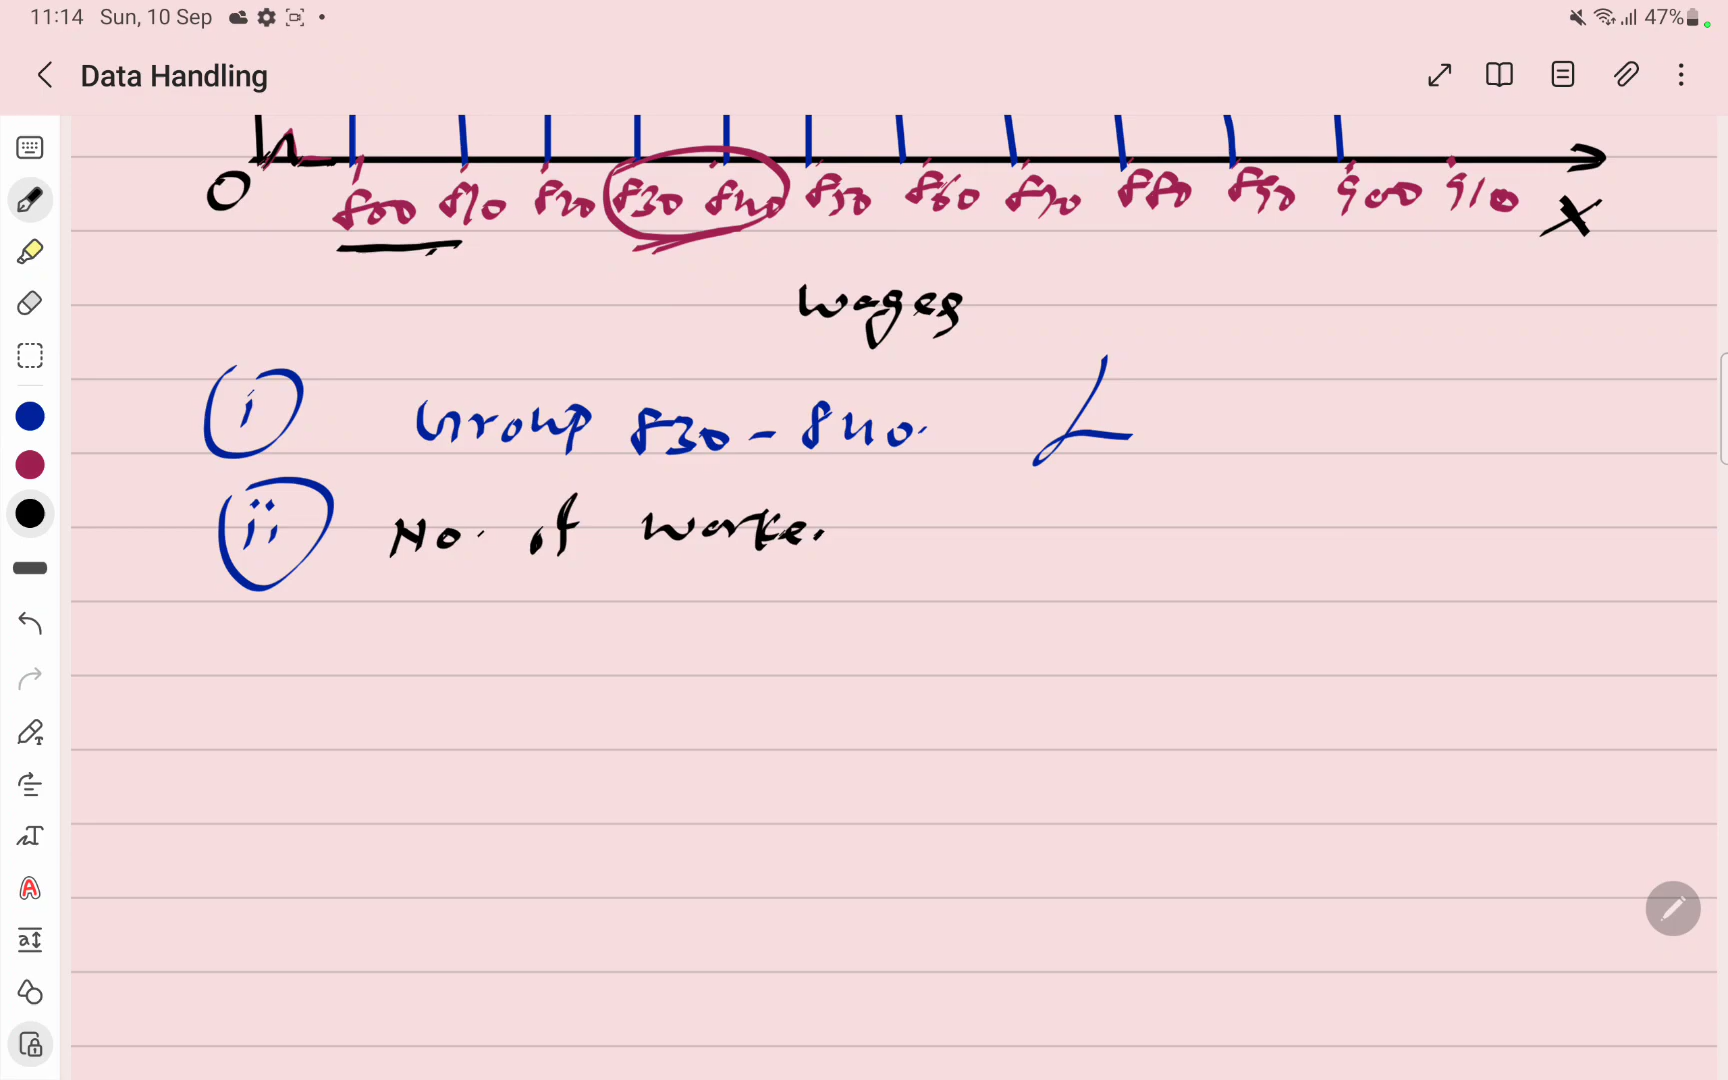 11:14 Sun, 10 Sep 47%
Data Handling
O 800 810 820 830 840 850 860 870 880 890 900 910 X
wages
i Group 830-840.
ii No. of worke.